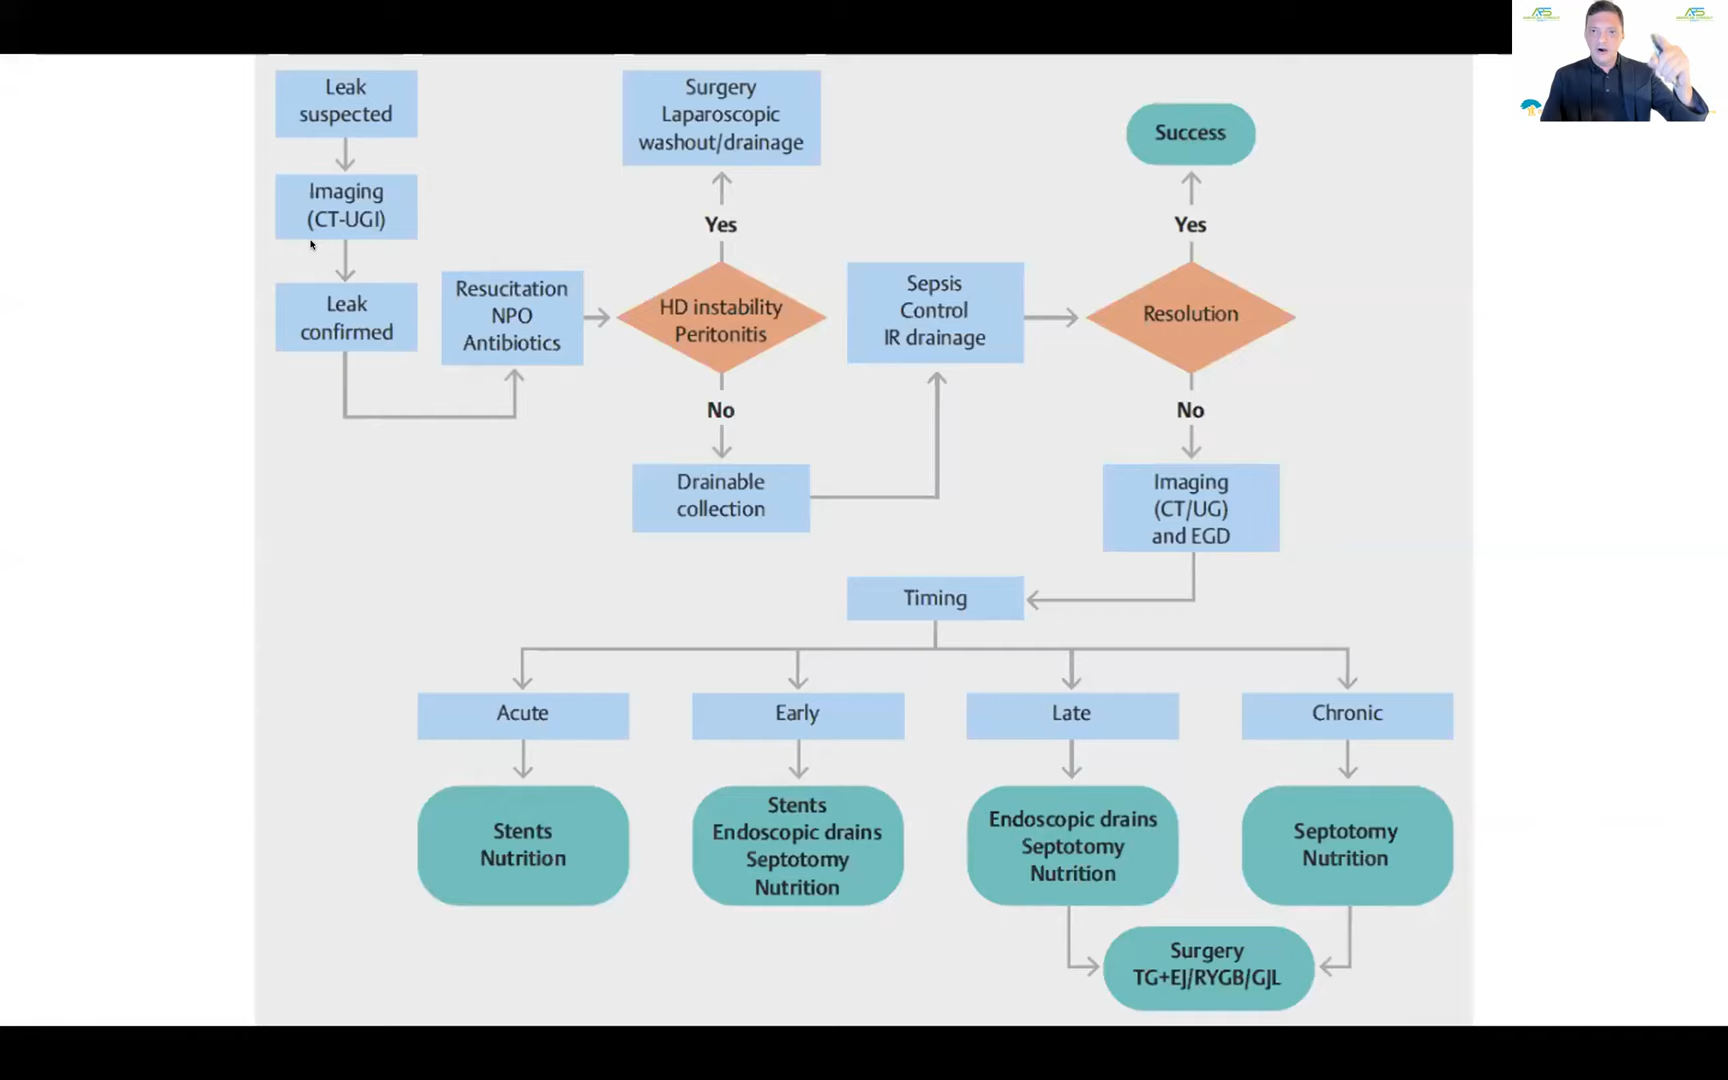 Leak
suspected
Imaging
(CT-UGI)
Leak
confirmed
Resucitation
NPO
Antibiotics
Surgery
Laparoscopic
washout/drainage
Yes
HD instability
Peritonitis
No
Drainable
collection
Sepsis
Control
IR drainage
Success
Yes
Resolution
No
Imaging
(CT/UG)
and EGD
Timing
Acute
Early
Late
Chronic
Stents
Nutrition
Stents
Endoscopic drains
Septotomy
Nutrition
Endoscopic drains
Septotomy
Nutrition
Septotomy
Nutrition
Surgery
TG+EJ/RYGB/GJL